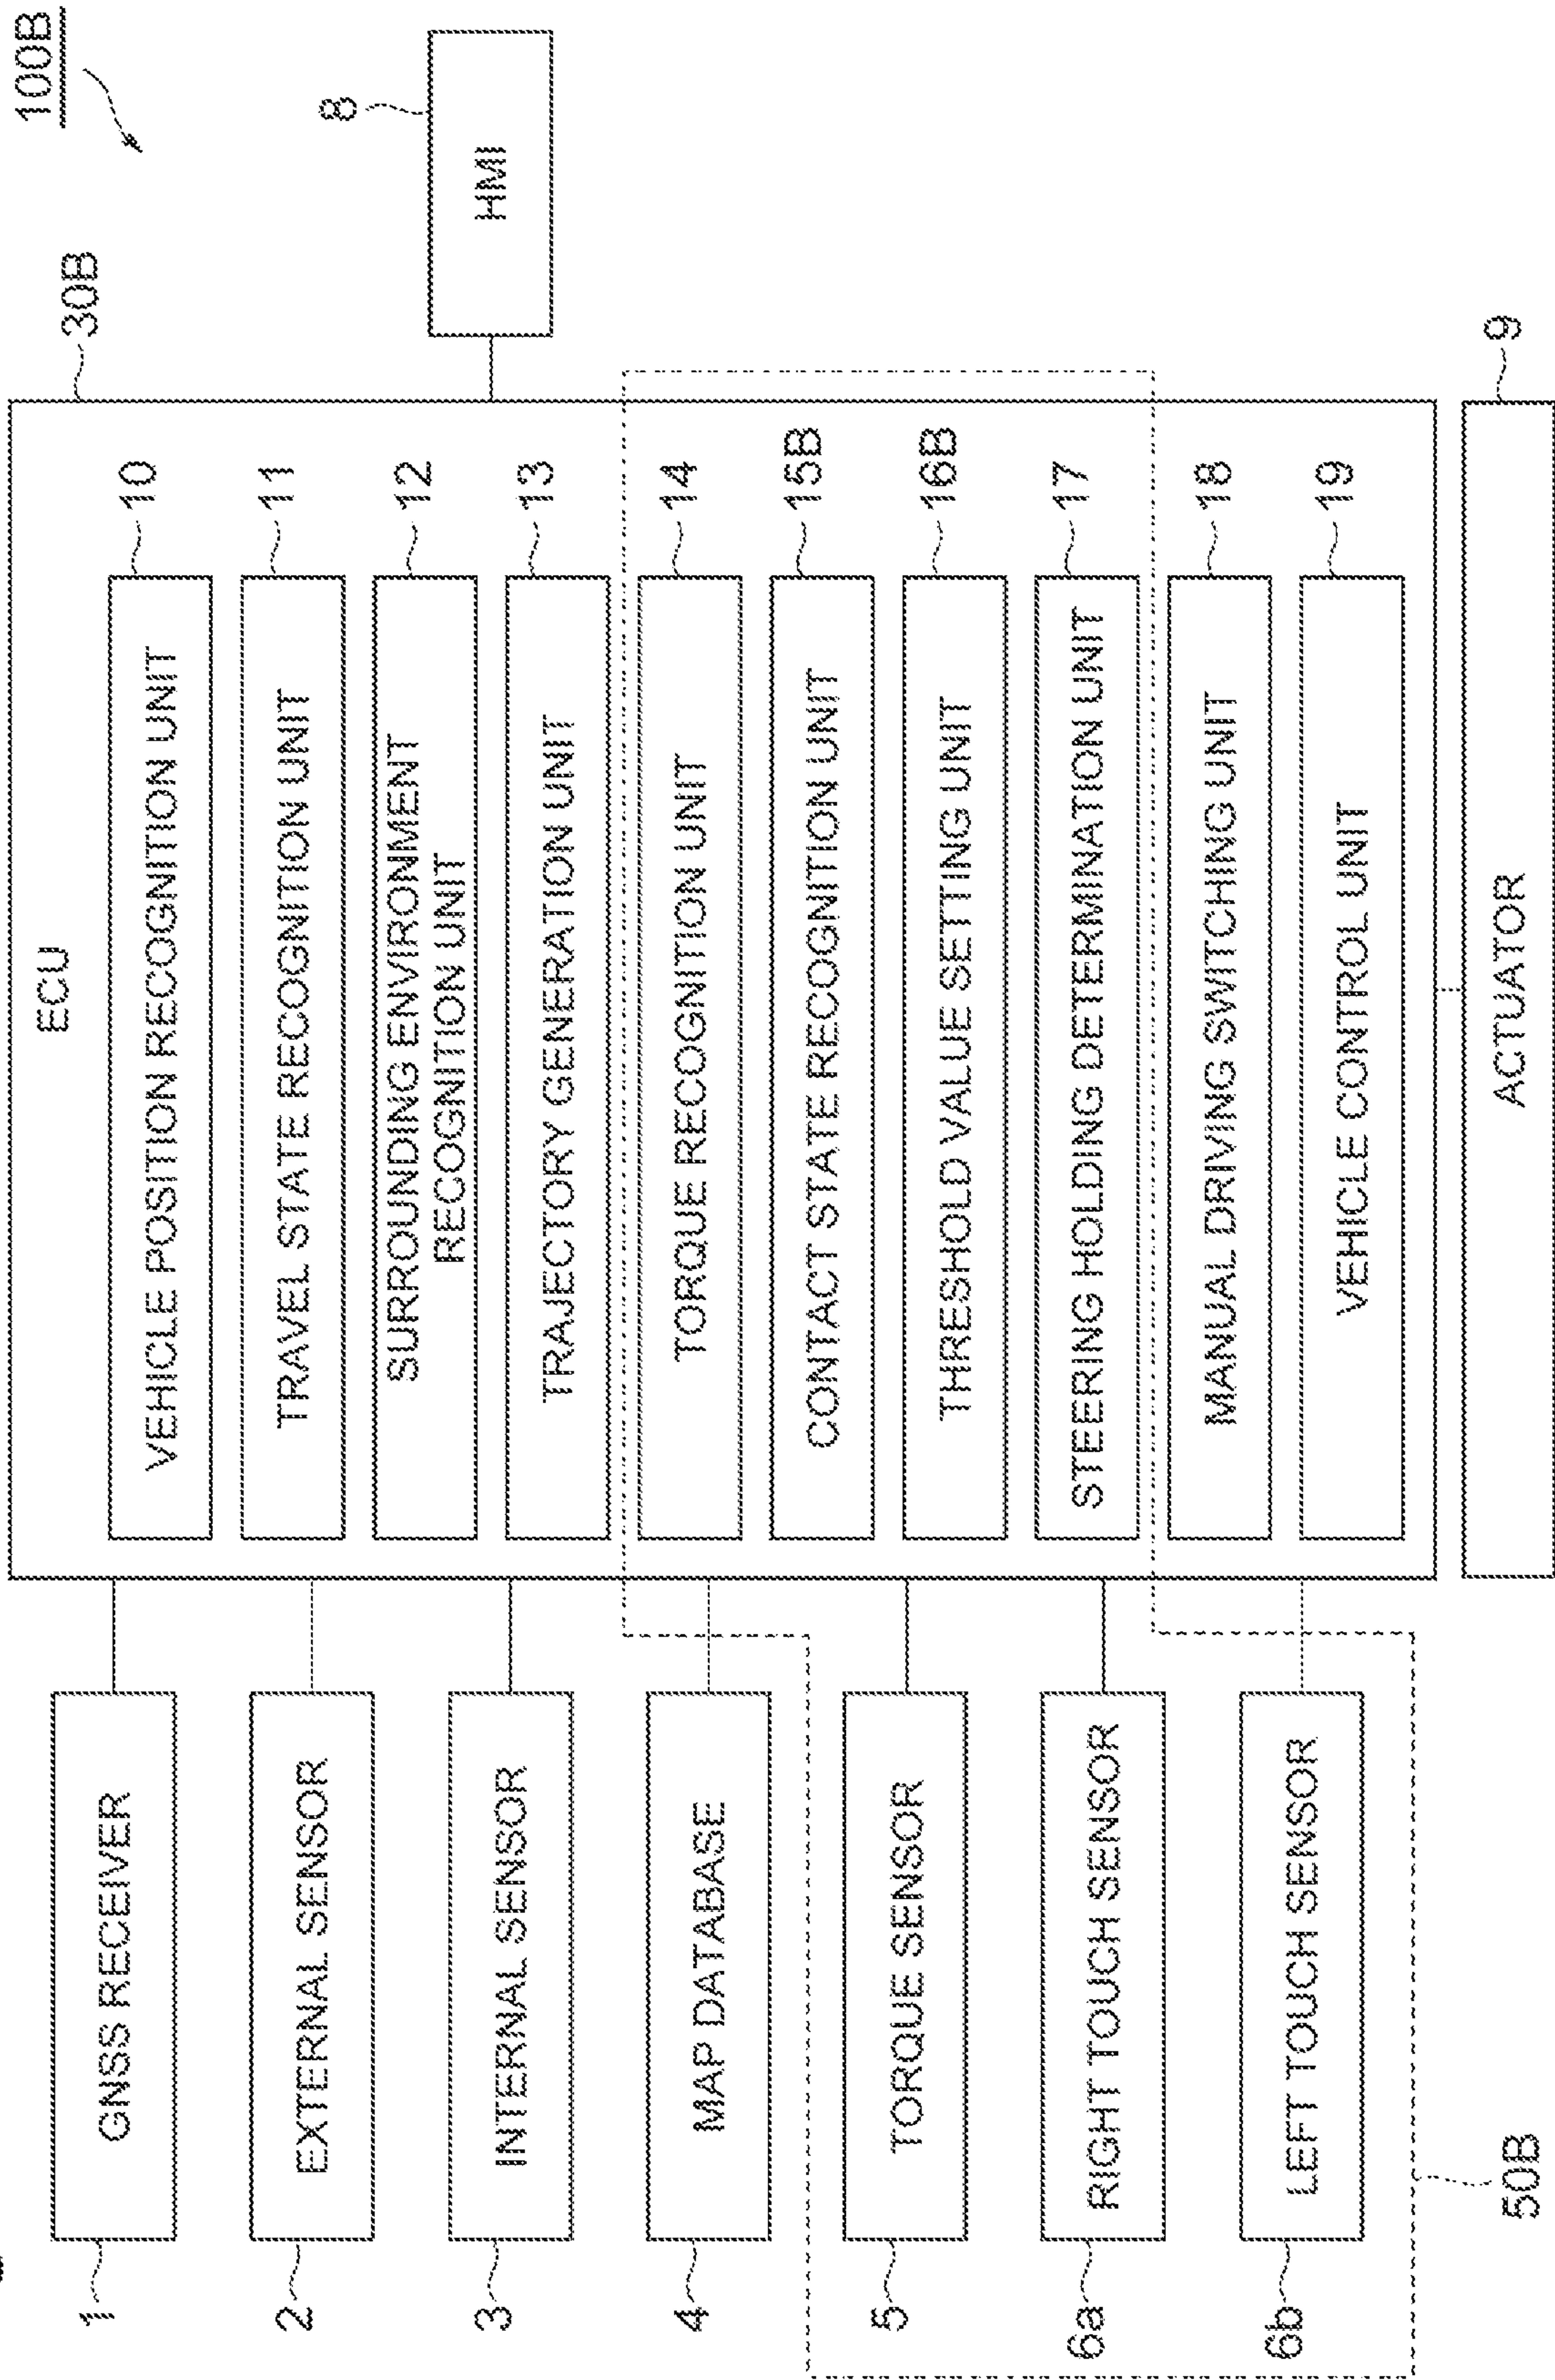 100B
30B
8
HMI
ECU
VEHICLE POSITION RECOGNITION UNIT
10
TRAVEL STATE RECOGNITION UNIT
11
SURROUNDING ENVIRONMENT
RECOGNITION UNIT
12
TRAJECTORY GENERATION UNIT
13
TORQUE RECOGNITION UNIT
14
CONTACT STATE RECOGNITION UNIT
15B
THRESHOLD VALUE SETTING UNIT
16B
STEERING HOLDING DETERMINATION UNIT
17
MANUAL DRIVING SWITCHING UNIT
18
VEHICLE CONTROL UNIT
19
1
GNSS RECEIVER
2
EXTERNAL SENSOR
3
INTERNAL SENSOR
4
MAP DATABASE
5
TORQUE SENSOR
6a
RIGHT TOUCH SENSOR
6b
LEFT TOUCH SENSOR
50B
ACTUATOR
9